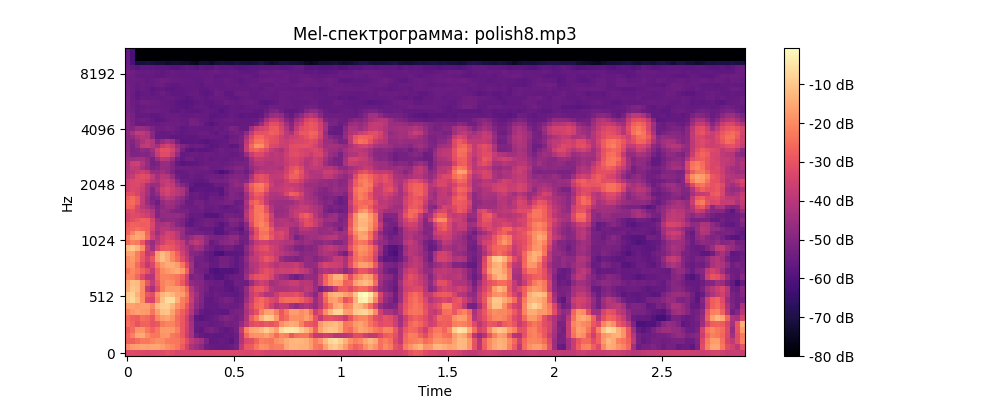 Mel-спектрограмма: polish8.mp3
8192
4096
2048
1024
512
0
Hz
0
0.5
1
1.5
2
2.5
Time
-10 dB
-20 dB
-30 dB
-40 dB
-50 dB
-60 dB
-70 dB
-80 dB